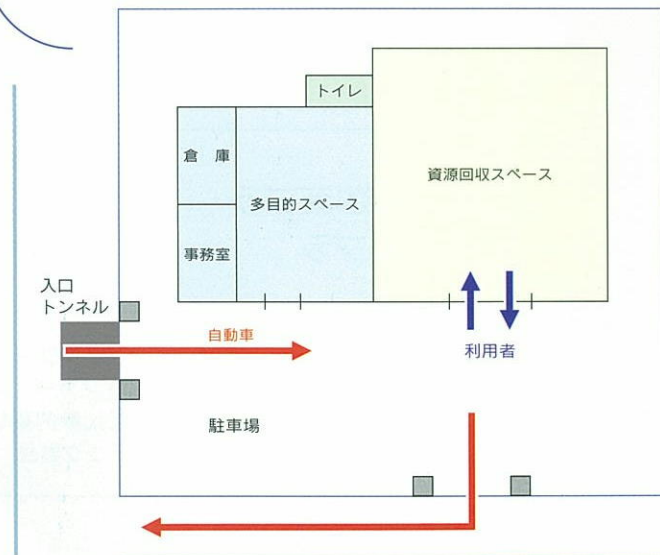 トイレ
倉 庫
多目的スペース
資源回収スペース
事務室
入口
トンネル
自動車
利用者
駐車場